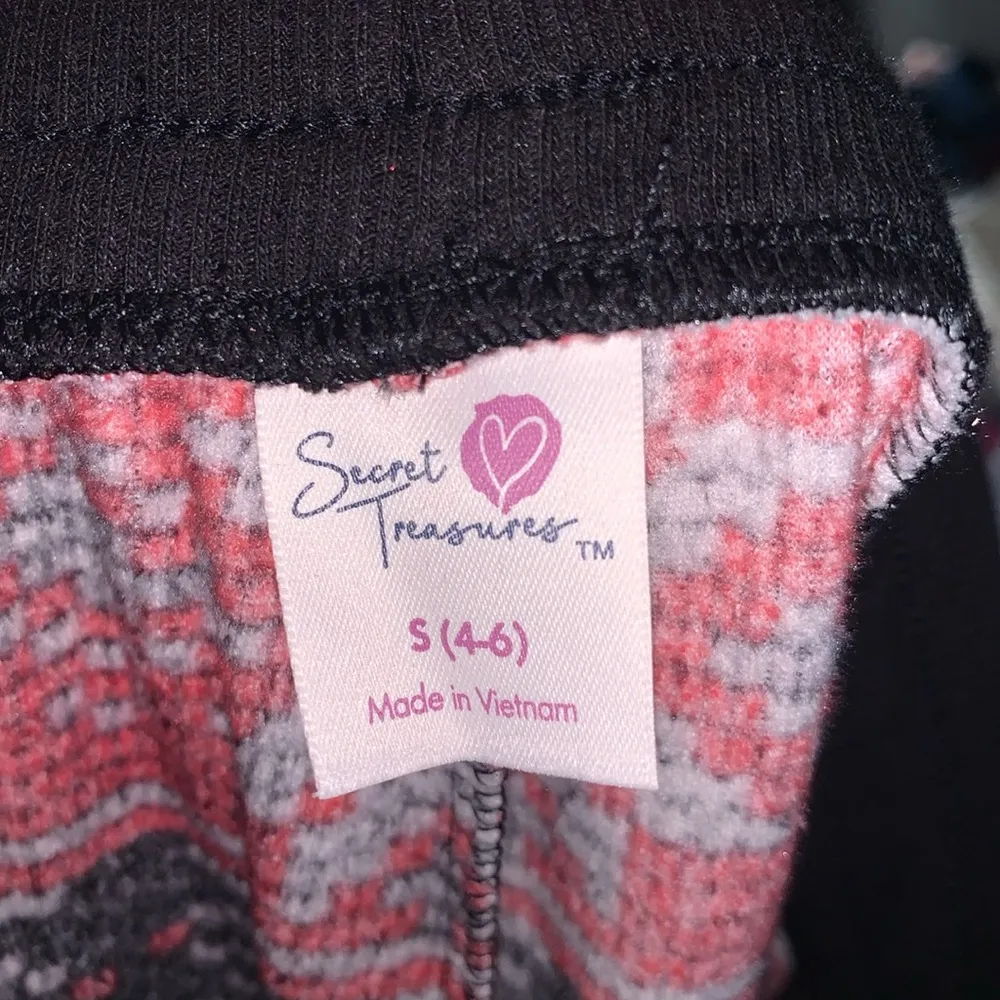 Secret
Treasures TM
S (4-6)
Made in Vietnam